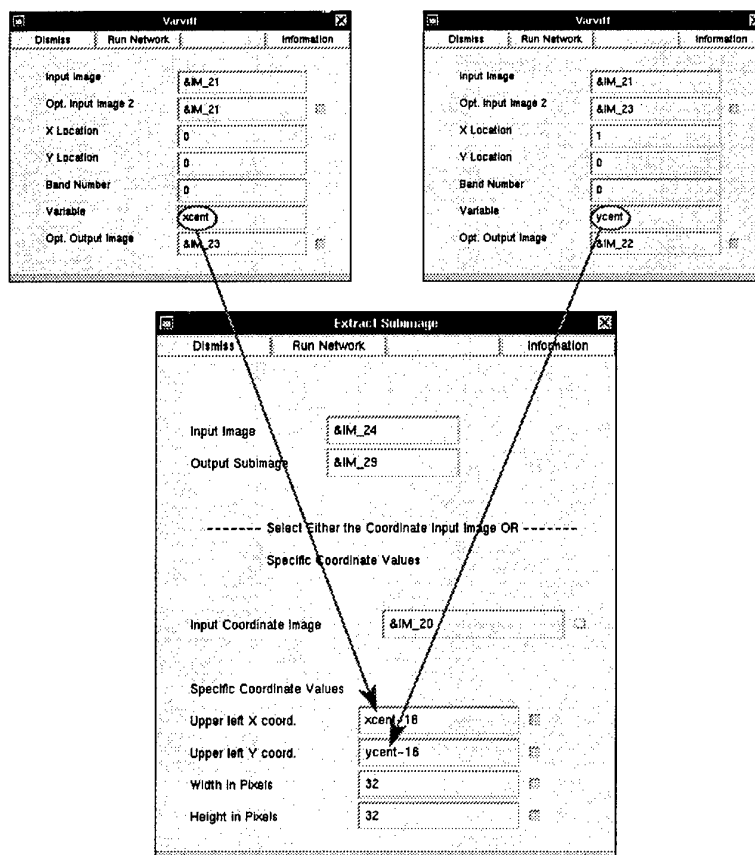 Varviff
Dismiss Run Network Information
Input Image &IM_21
Opt. Input Image 2 &IM_21
X Location 0
Y Location 0
Band Number 0
Variable xcent
Opt. Output Image &IM_23
Varviff
Dismiss Run Network Information
Input Image &IM_21
Opt. Input Image 2 &IM_23
X Location 1
Y Location 0
Band Number 0
Variable ycent
Opt. Output Image &IM_22
Extract Subimage
Dismiss Run Network Information
Input Image &IM_24
Output Subimage &IM_29
------ Select Either the Coordinate Input Image OR ------
Specific Coordinate Values
Input Coordinate Image &IM_20
Specific Coordinate Values
Upper left X coord. xcent-16
Upper left Y coord. ycent-16
Width in Pixels 32
Height in Pixels 32